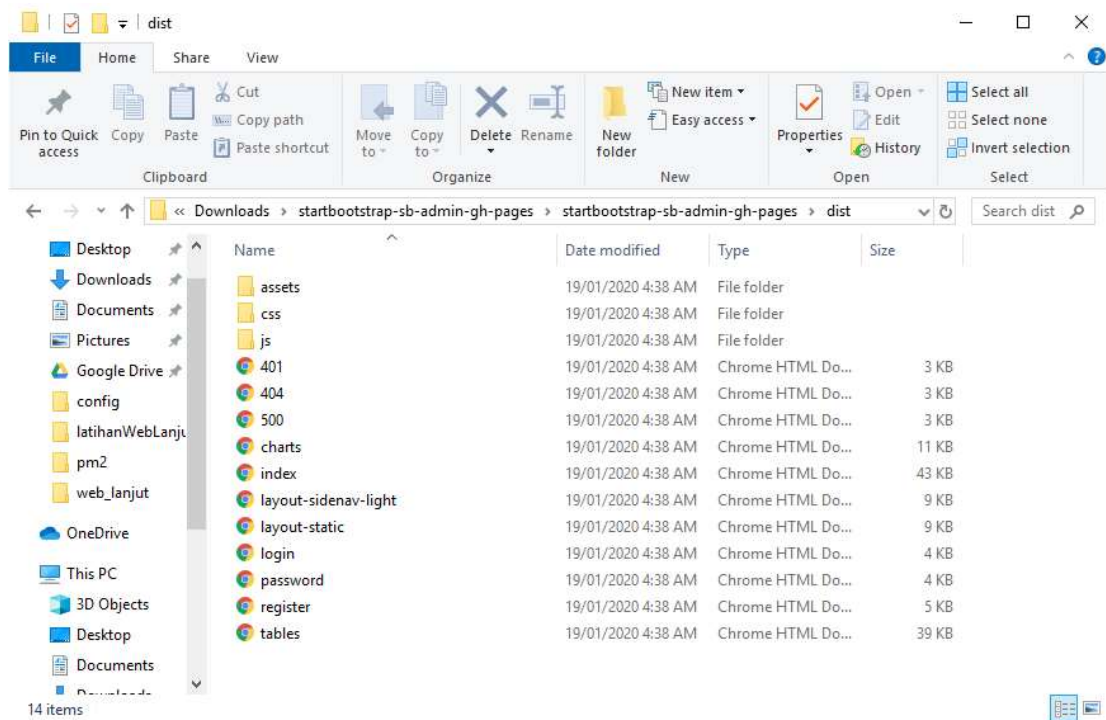 dist
File Home Share View
Pin to Quick access
Copy
Paste
Cut
Copy path
Paste shortcut
Clipboard
Move to
Copy to
Delete
Rename
Organize
New folder
New item
Easy access
New
Properties
Open
Edit
History
Open
Select all
Select none
Invert selection
Select
« Downloads › startbootstrap-sb-admin-gh-pages › startbootstrap-sb-admin-gh-pages › dist
Search dist
Desktop
Downloads
Documents
Pictures
Google Drive
config
latihanWebLanju
pm2
web_lanjut
OneDrive
This PC
3D Objects
Desktop
Documents
Name Date modified Type Size
assets 19/01/2020 4:38 AM File folder
css 19/01/2020 4:38 AM File folder
js 19/01/2020 4:38 AM File folder
401 19/01/2020 4:38 AM Chrome HTML Do... 3 KB
404 19/01/2020 4:38 AM Chrome HTML Do... 3 KB
500 19/01/2020 4:38 AM Chrome HTML Do... 3 KB
charts 19/01/2020 4:38 AM Chrome HTML Do... 11 KB
index 19/01/2020 4:38 AM Chrome HTML Do... 43 KB
layout-sidenav-light 19/01/2020 4:38 AM Chrome HTML Do... 9 KB
layout-static 19/01/2020 4:38 AM Chrome HTML Do... 9 KB
login 19/01/2020 4:38 AM Chrome HTML Do... 4 KB
password 19/01/2020 4:38 AM Chrome HTML Do... 4 KB
register 19/01/2020 4:38 AM Chrome HTML Do... 5 KB
tables 19/01/2020 4:38 AM Chrome HTML Do... 39 KB
14 items